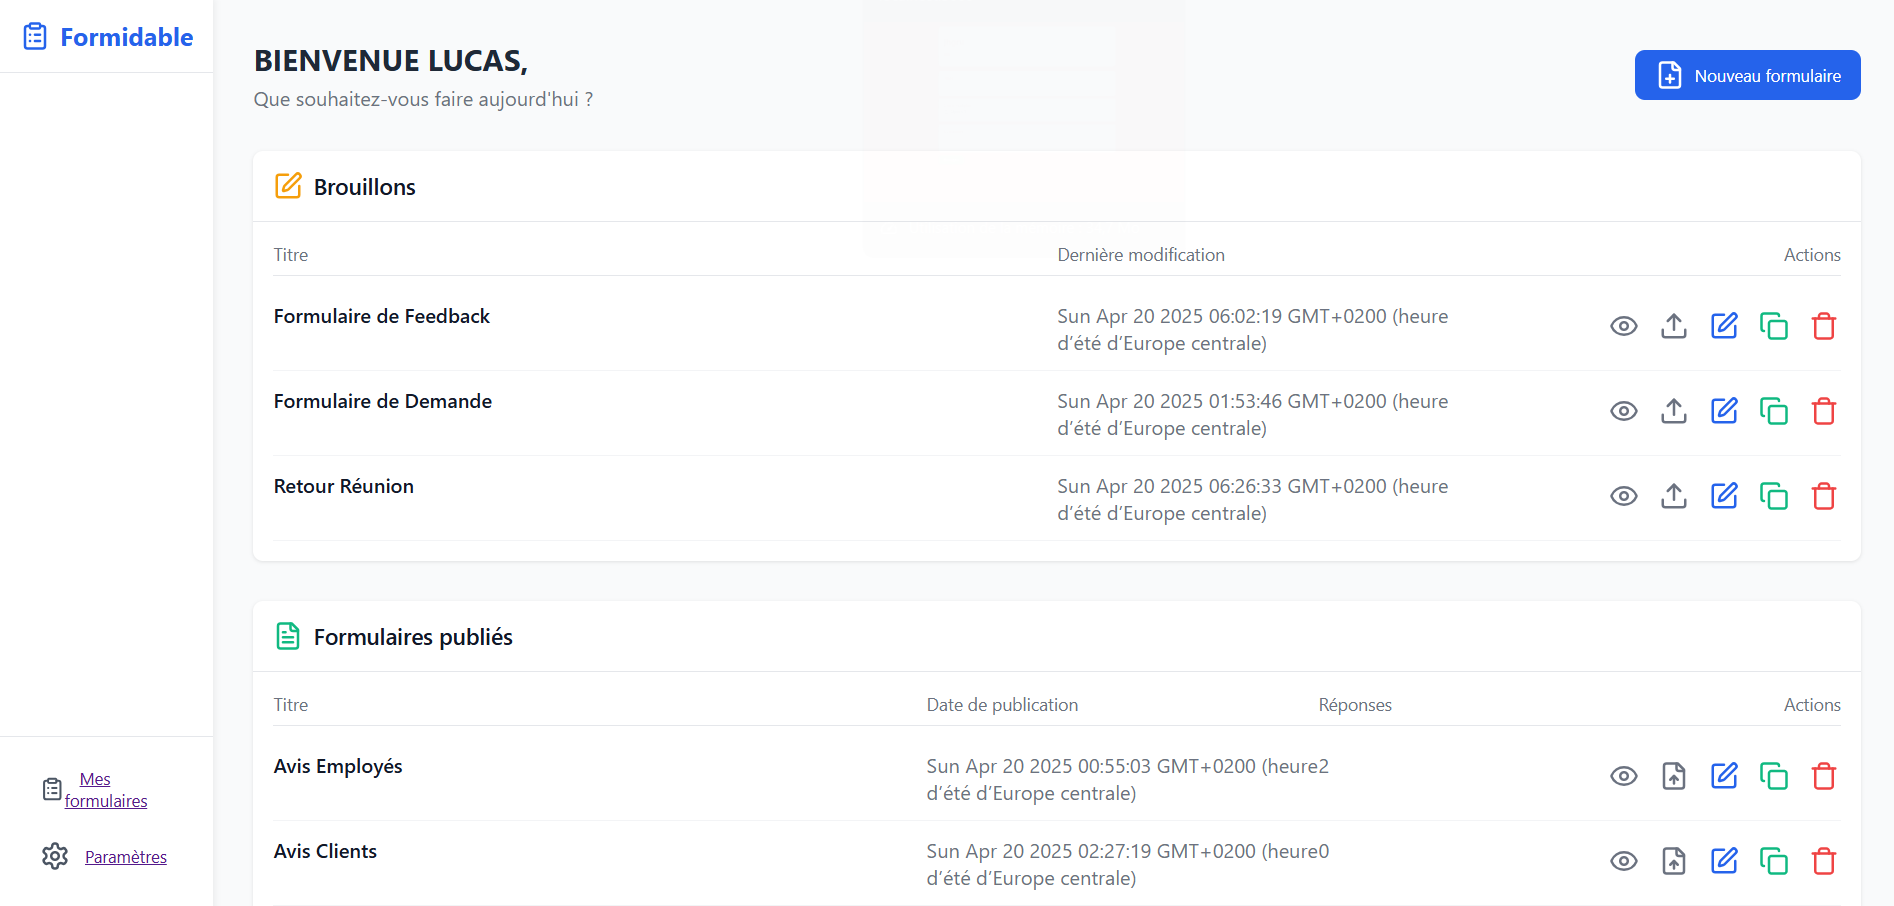 Formidable
BIENVENUE LUCAS,
Que souhaitez-vous faire aujourd'hui ?
Nouveau formulaire
Brouillons
Titre Dernière modification Actions
Formulaire de Feedback Sun Apr 20 2025 06:02:19 GMT+0200 (heure
d’été d’Europe centrale)
Formulaire de Demande Sun Apr 20 2025 01:53:46 GMT+0200 (heure
d’été d’Europe centrale)
Retour Réunion Sun Apr 20 2025 06:26:33 GMT+0200 (heure
d’été d’Europe centrale)
Formulaires publiés
Titre Date de publication Réponses Actions
Avis Employés Sun Apr 20 2025 00:55:03 GMT+0200 (heure 2
d’été d’Europe centrale)
Avis Clients Sun Apr 20 2025 02:27:19 GMT+0200 (heure 0
d’été d’Europe centrale)
Mes
formulaires
Paramètres